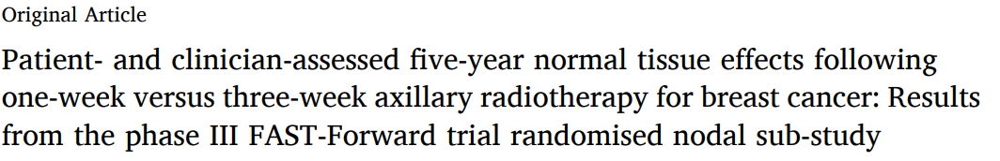 Original Article
Patient- and clinician-assessed five-year normal tissue effects following
one-week versus three-week axillary radiotherapy for breast cancer: Results
from the phase III FAST-Forward trial randomised nodal sub-study